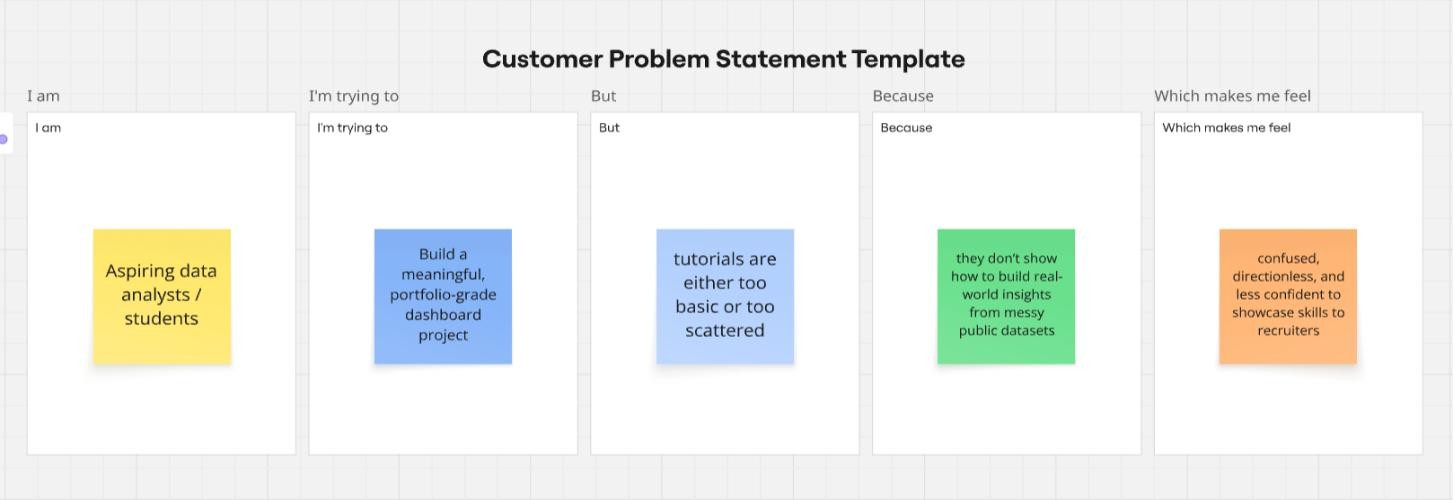 Customer Problem Statement Template
I am
I'm trying to
But
Because
Which makes me feel
I am
I'm trying to
But
Because
Which makes me feel
Aspiring data
analysts /
students
Build a
meaningful,
portfolio-grade
dashboard
project
tutorials are
either too
basic or too
scattered
they don't show
how to build real-
world insights
from messy
public datasets
confused,
directionless, and
less confident to
showcase skills to
recruiters